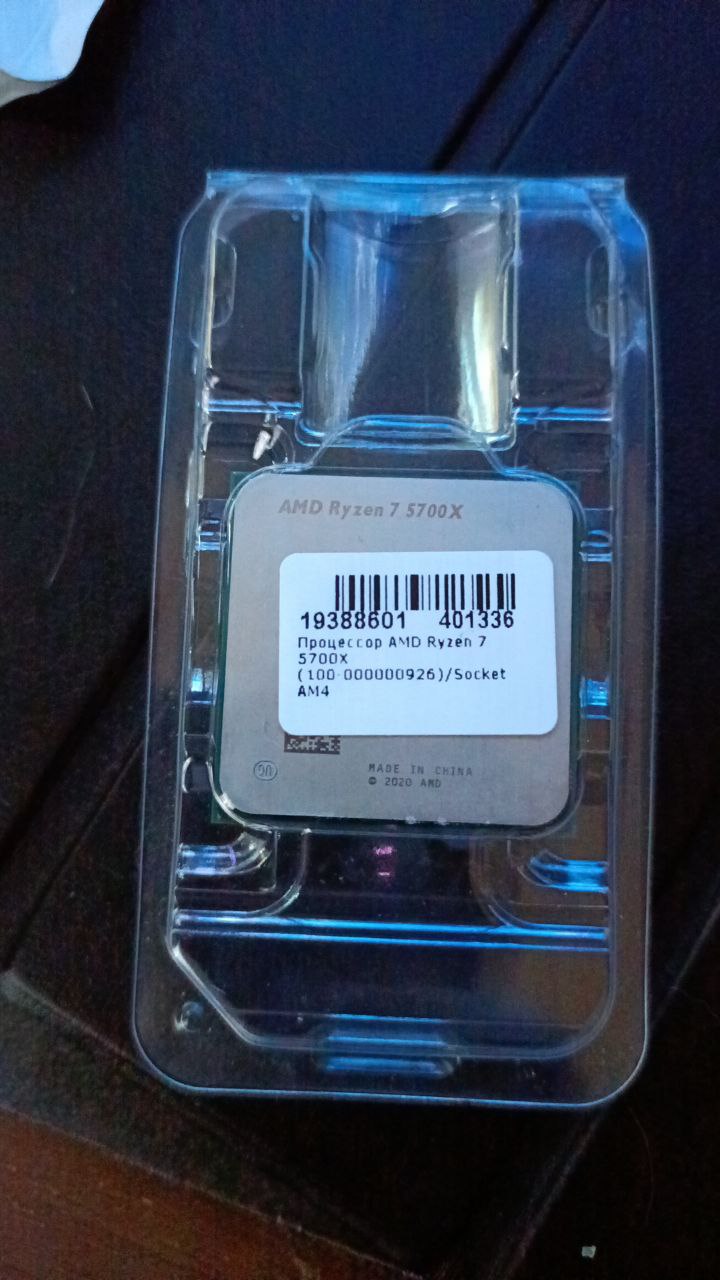 AMD Ryzen 7 5700X
19388601 401336
Процессор AMD Ryzen 7
5700X
(100-000000926)/Socket
AM4
MADE IN CHINA
© 2020 AMD